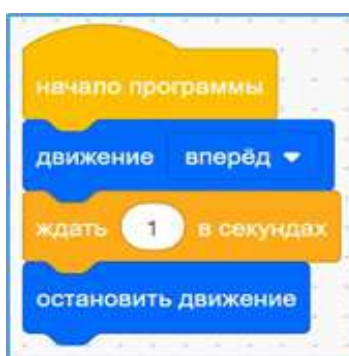 начало программы
движение вперёд
ждать 1 в секундах
остановить движение